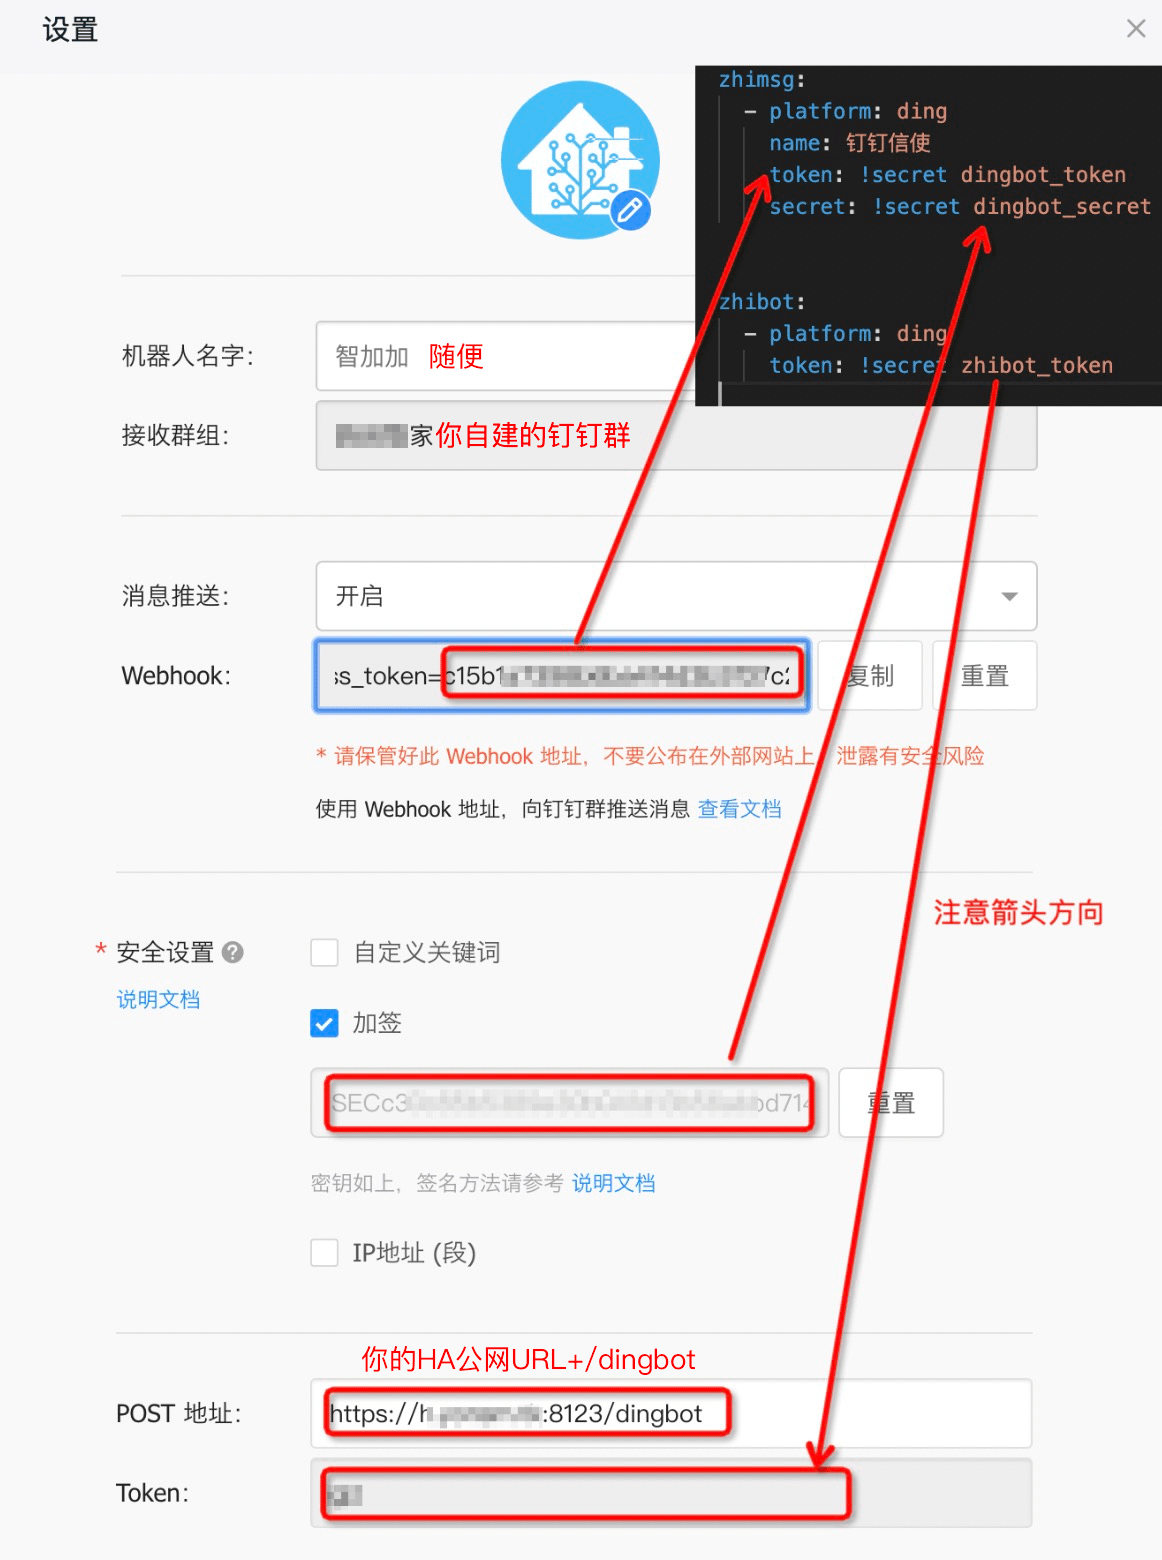 设置
zhimsg:
- platform: ding
name: 钉钉信使
token: !secret dingbot_token
secret: !secret dingbot_secret
zhibot:
- platform: ding
token: !secret zhibot_token
机器人名字:
智加加 随便
接收群组:
家你自建的钉钉群
消息推送:
开启
Webhook:
ss_token=c15b1 7c2
复制
重置
* 请保管好此 Webhook 地址，不要公布在外部网站上，泄露有安全风险
使用 Webhook 地址，向钉钉群推送消息 查看文档
注意箭头方向
* 安全设置 ?
自定义关键词
说明文档
加签
SECc3 bd714
重置
密钥如上，签名方法请参考 说明文档
IP地址 (段)
你的HA公网URL+/dingbot
POST 地址:
https://h :8123/dingbot
Token: